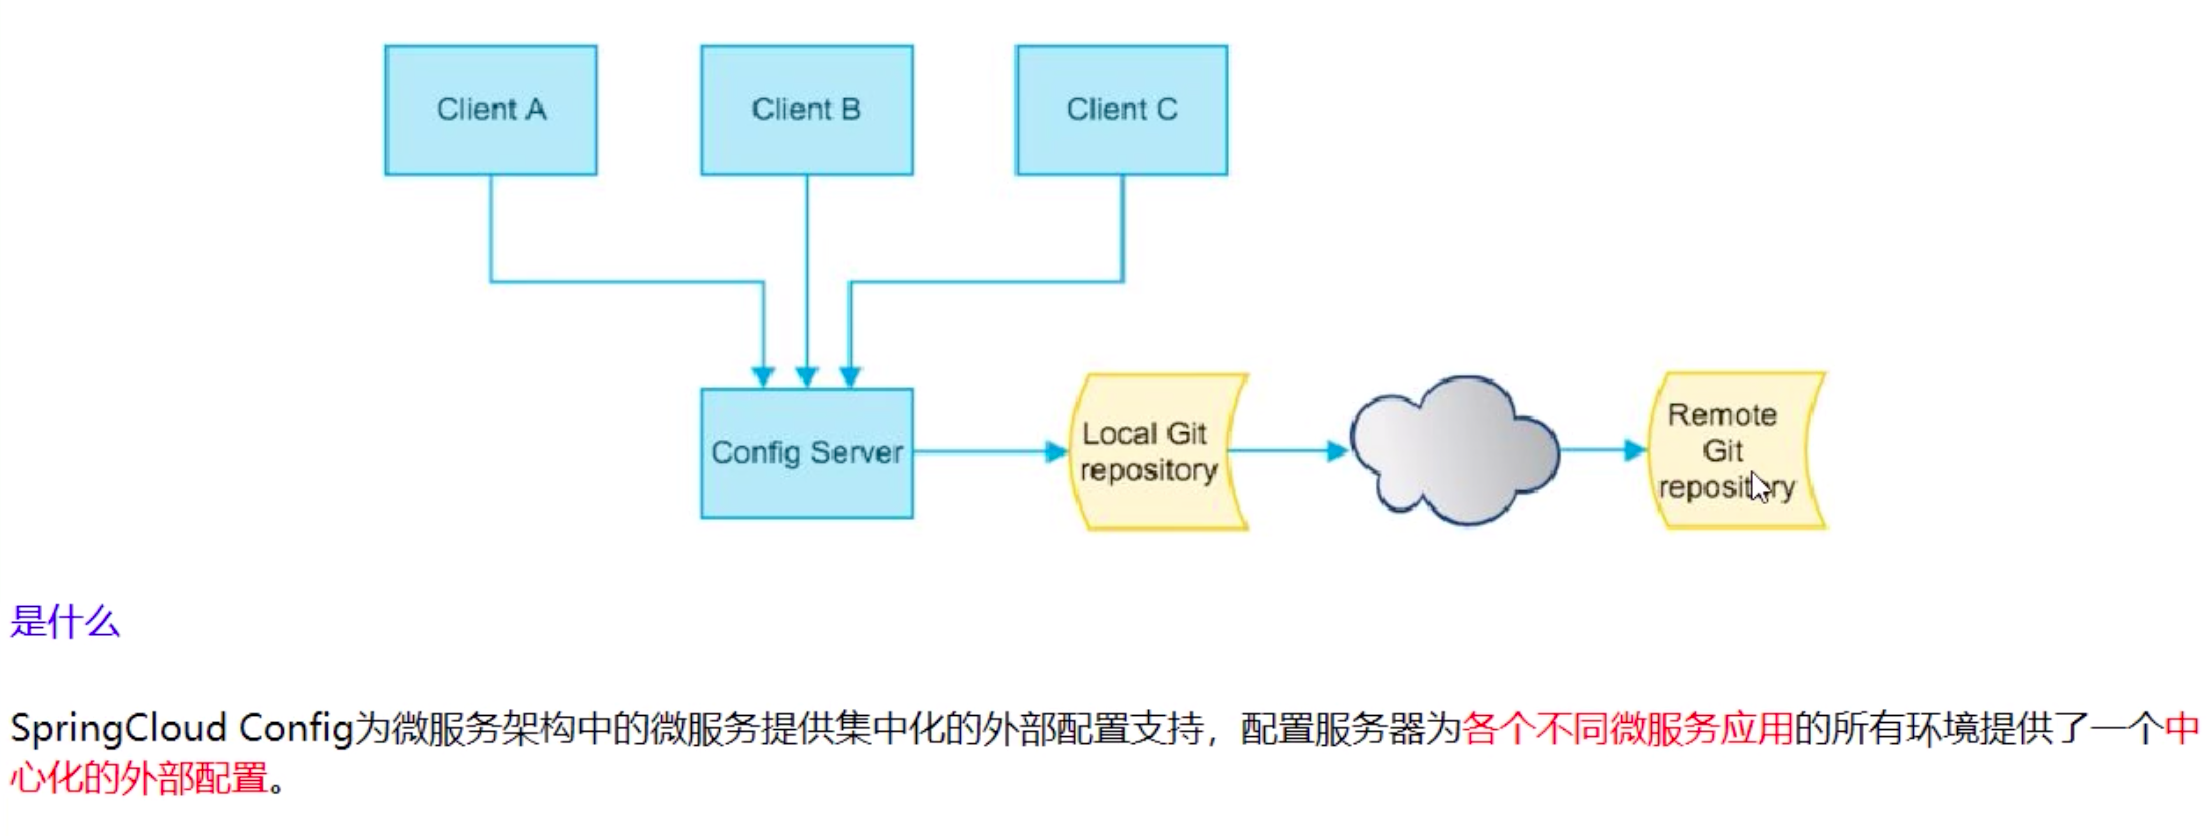 Client A
Client B
Client C
Config Server
Local Git
repository
Remote
Git
repository
是什么
SpringCloud Config为微服务架构中的微服务提供集中化的外部配置支持，配置服务器为各个不同微服务应用的所有环境提供了一个中
心化的外部配置。